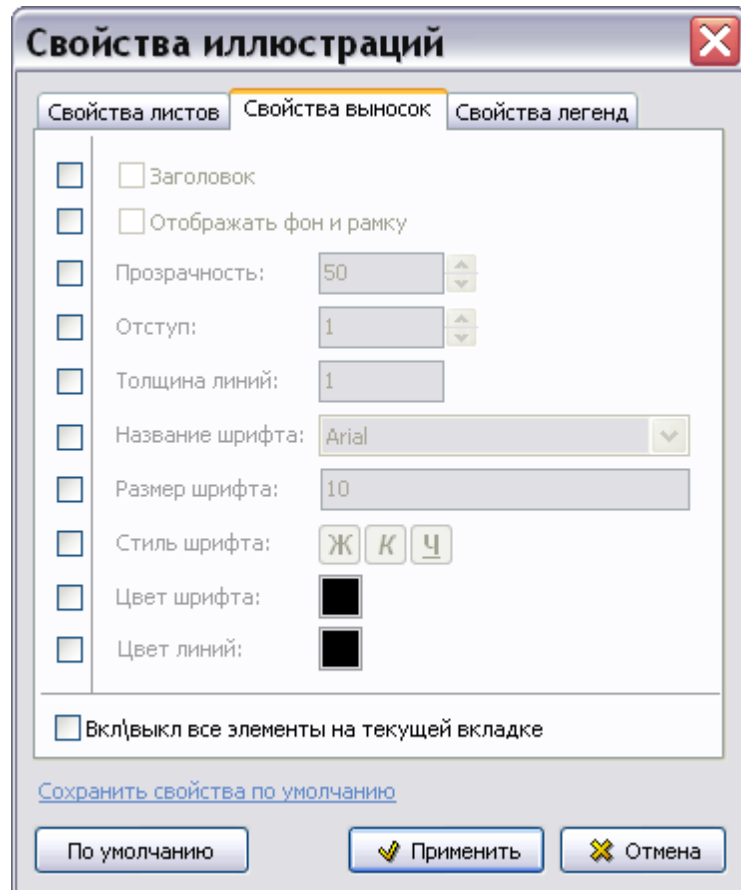 Свойства иллюстраций
Свойства листов Свойства выносок Свойства легенд
Заголовок
Отображать фон и рамку
Прозрачность: 50
Отступ: 1
Толщина линий: 1
Название шрифта: Arial
Размер шрифта: 10
Стиль шрифта: Ж К Ч
Цвет шрифта:
Цвет линий:
Вкл\выкл все элементы на текущей вкладке
Сохранить свойства по умолчанию
По умолчанию Применить Отмена